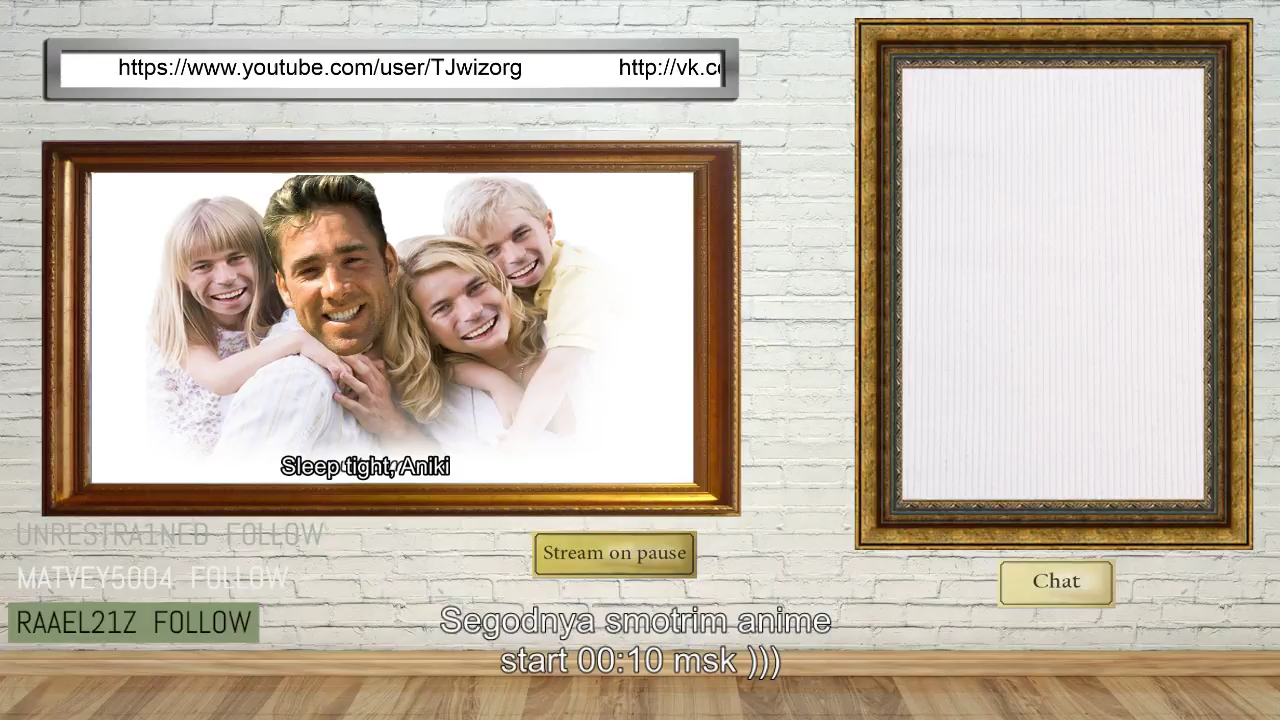 https://www.youtube.com/user/TJwizorg http://vk.c
Sleep tight, Aniki
UNRESTRA1NED FOLLOW
MATVEY5004 FOLLOW
RAAEL21Z FOLLOW
Stream on pause
Chat
Segodnya smotrim anime
start 00:10 msk )))